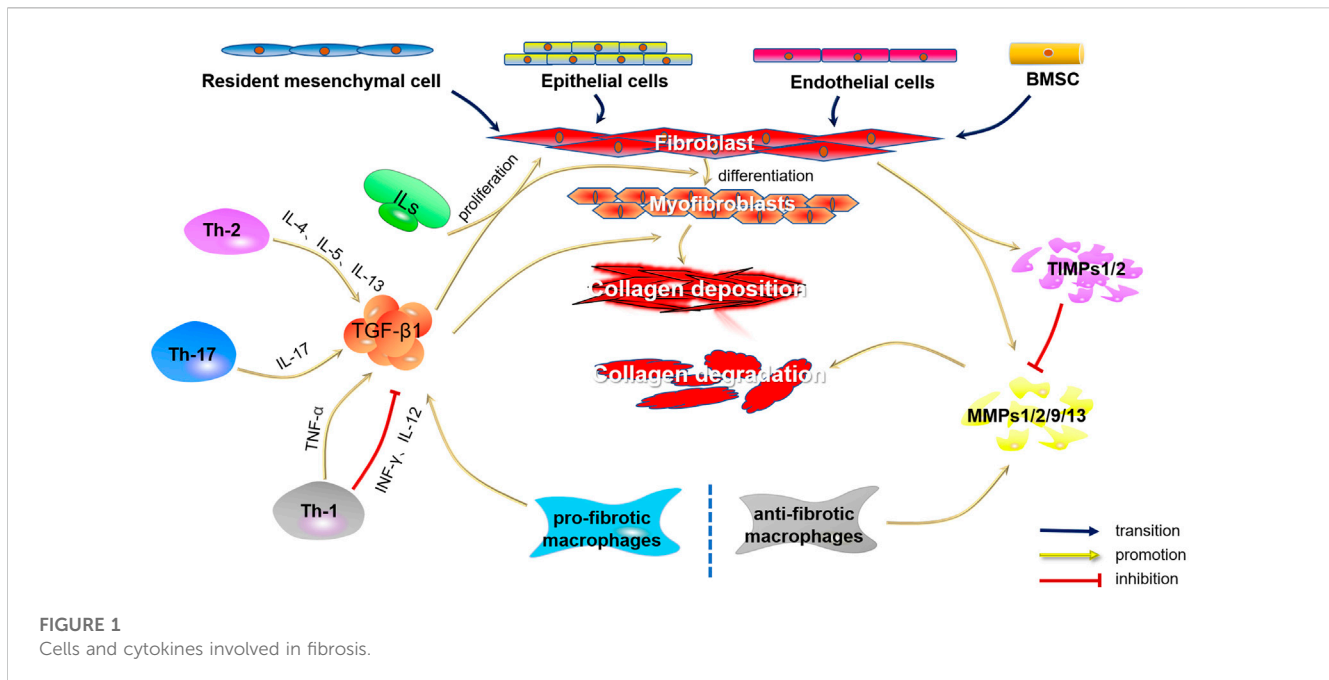 Resident mesenchymal cell
Epithelial cells
Endothelial cells
BMSC
Fibroblast
proliferation
differentiation
ILs
Myofibroblasts
Th-2
IL-4、IL-5、IL-13
TIMPs1/2
Collagen deposition
TGF-β1
Th-17
IL-17
Collagen degradation
MMPs1/2/9/13
TNF-α
INF-γ、IL-12
Th-1
pro-fibrotic
macrophages
anti-fibrotic
macrophages
transition
promotion
inhibition
FIGURE 1
Cells and cytokines involved in fibrosis.